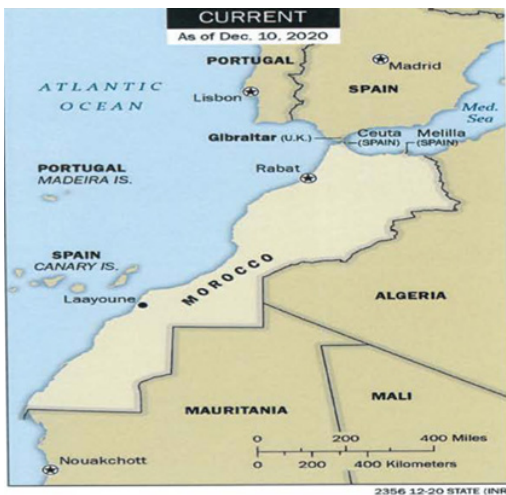 CURRENT
As of Dec. 10, 2020
PORTUGAL
Madrid
ATLANTIC
OCEAN
Lisbon
SPAIN
Med.
Sea
Gibraltar (U.K.)
Ceuta
(SPAIN)
Melilla
(SPAIN)
Rabat
PORTUGAL
MADEIRA IS.
SPAIN
CANARY IS.
MOROCCO
Laayoune
ALGERIA
MAURITANIA
MALI
0 200 400 Miles
0 200 400 Kilometers
Nouakchott
2356 12-20 STATE (INR